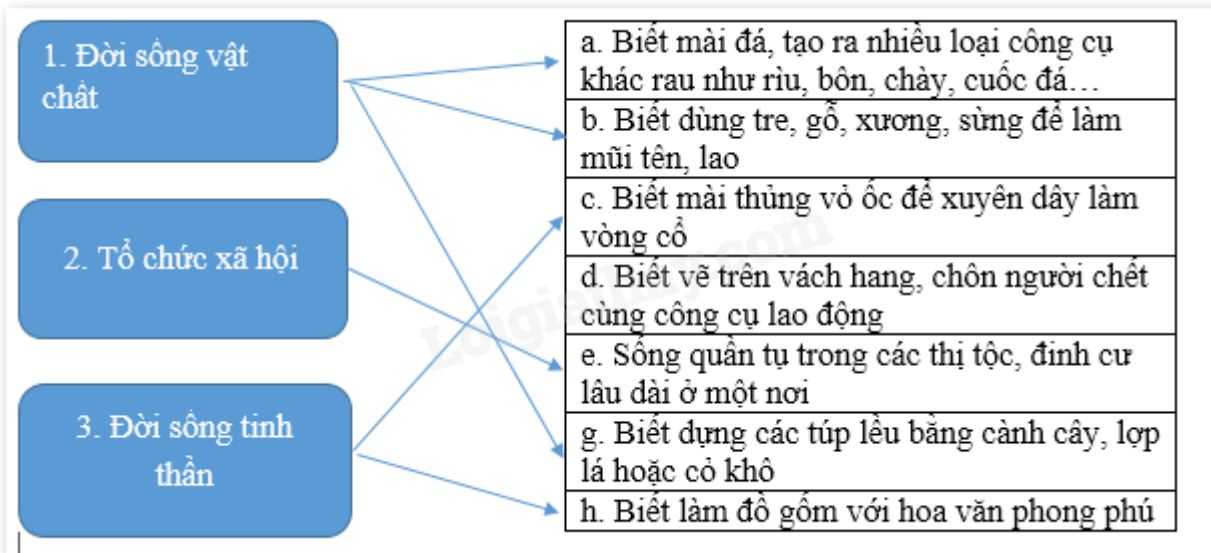 1. Đời sống vật
chất
2. Tổ chức xã hội
3. Đời sống tinh
thần
a. Biết mài đá, tạo ra nhiều loại công cụ
khác rau như rìu, bôn, chày, cuốc đá…
b. Biết dùng tre, gỗ, xương, sừng để làm
mũi tên, lao
c. Biết mài thủng vỏ ốc để xuyên dây làm
vòng cổ
d. Biết vẽ trên vách hang, chôn người chết
cùng công cụ lao động
e. Sống quần tụ trong các thị tộc, đinh cư
lâu dài ở một nơi
g. Biết dựng các túp lều bằng cành cây, lợp
lá hoặc cỏ khô
h. Biết làm đồ gốm với hoa văn phong phú
Loigiaihay.com